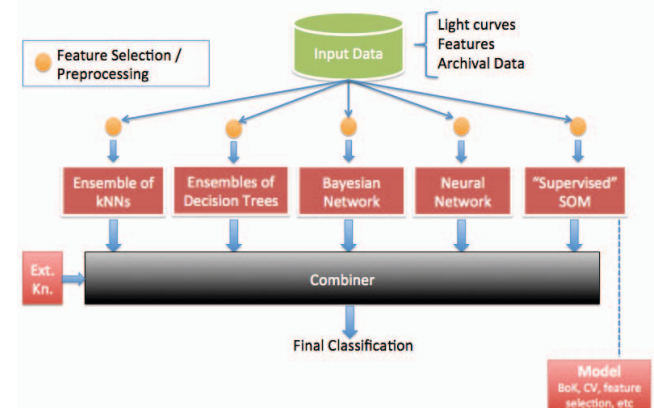 Feature Selection /
Preprocessing
Input Data
Light curves
Features
Archival Data
Ensemble of
kNNs
Ensembles of
Decision Trees
Bayesian
Network
Neural
Network
"Supervised"
SOM
Ext.
Kn.
Combiner
Final Classification
Model
BoK, CV, feature
selection, etc